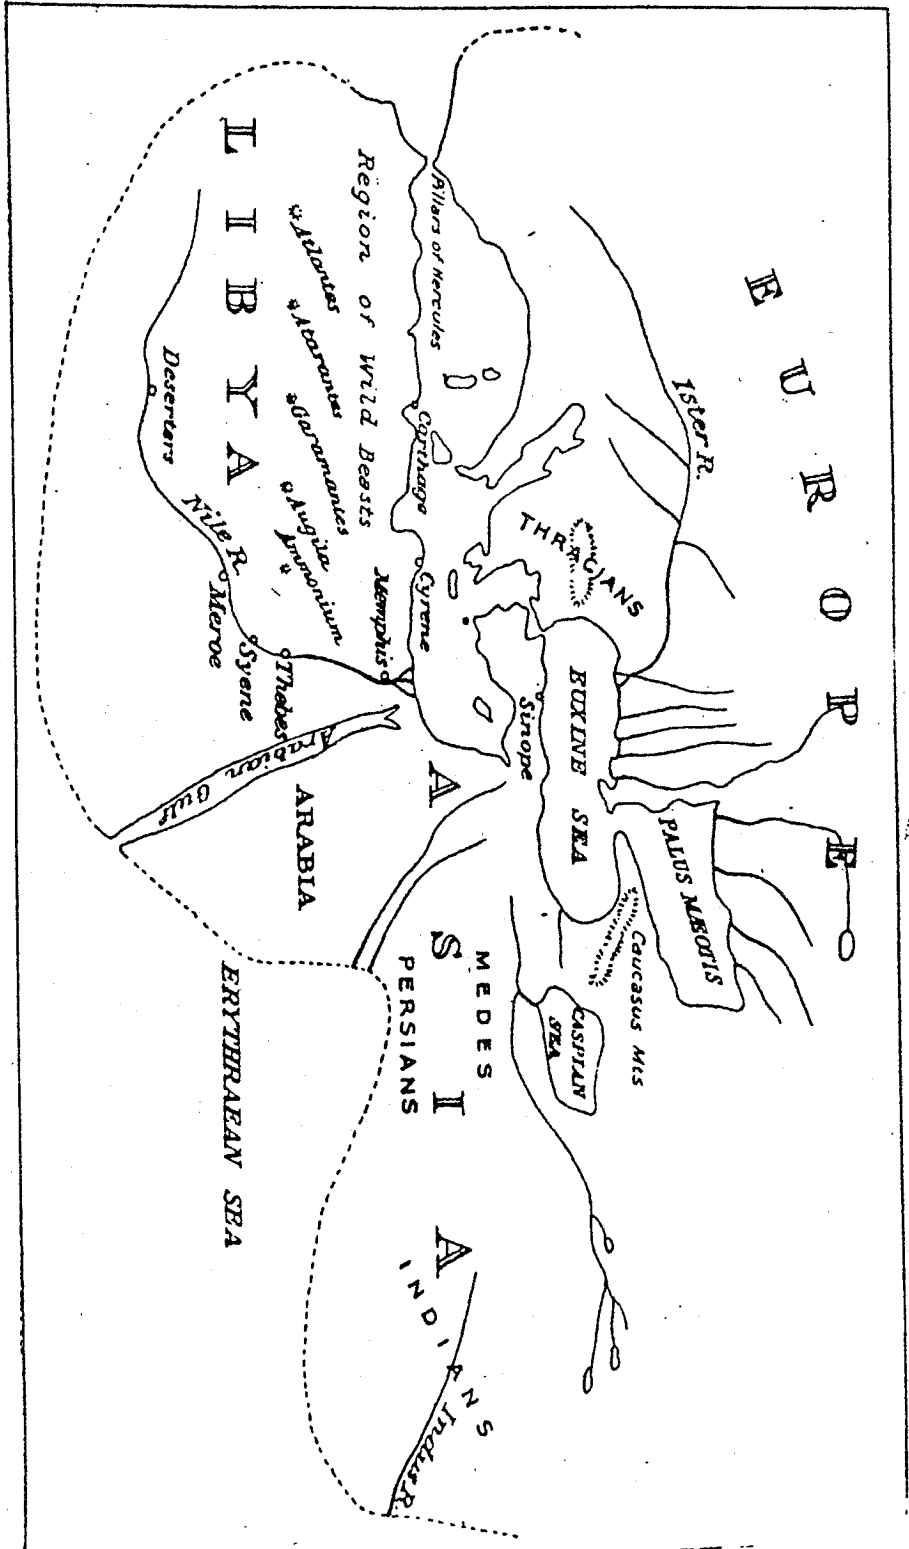 EUROPE
Ister R.
THRACIANS
EUXINE SEA
PALUS MÆOTIS
Caucasus Mts
CASPIAN
SEA
Sinope
Pillars of Hercules
Carthage
Cyrene
Memphis
Region of Wild Beasts
Atlantes
Atarantes
Garamantes
Augila
Ammonium
LIBYA
Deserters
Nile R.
Meroe
Syene
Thebes
Arabian Gulf
ARABIA
ASIA
MEDES
PERSIANS
INDIANS
Indus R.
ERYTHRAEAN SEA